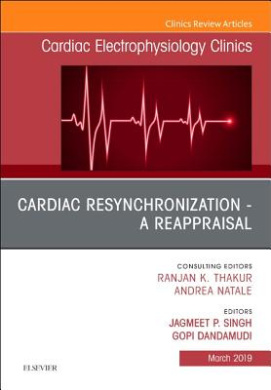 Clinics Review Articles
Cardiac Electrophysiology Clinics
CARDIAC RESYNCHRONIZATION -
A REAPPRAISAL
CONSULTING EDITORS
RANJAN K. THAKUR
ANDREA NATALE
EDITORS
JAGMEET P. SINGH
GOPI DANDAMUDI
ELSEVIER
March 2019